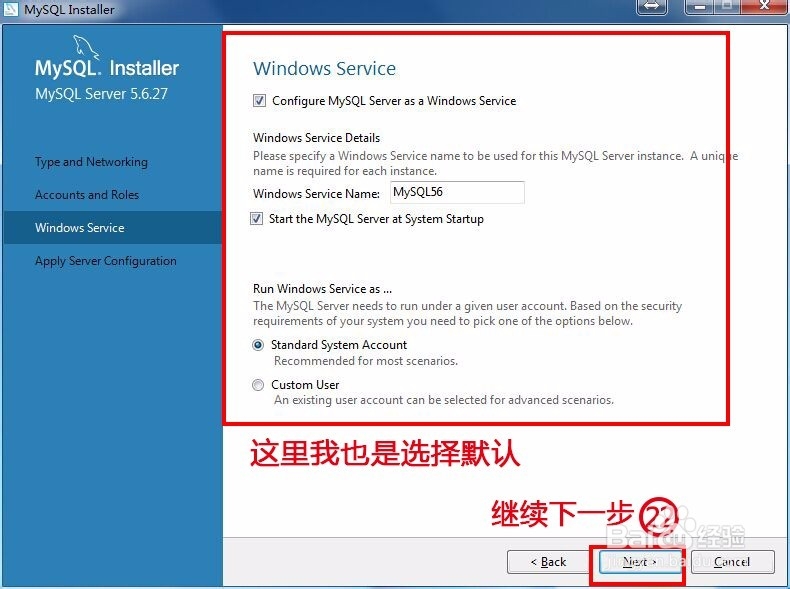 MySQL Installer
MySQL. Installer
MySQL Server 5.6.27
Type and Networking
Accounts and Roles
Windows Service
Apply Server Configuration
Windows Service
Configure MySQL Server as a Windows Service
Windows Service Details
Please specify a Windows Service name to be used for this MySQL Server instance. A unique
name is required for each instance.
Windows Service Name: MySQL56
Start the MySQL Server at System Startup
Run Windows Service as ...
The MySQL Server needs to run under a given user account. Based on the security
requirements of your system you need to pick one of the options below.
Standard System Account
Recommended for most scenarios.
Custom User
An existing user account can be selected for advanced scenarios.
这里我也是选择默认
继续下一步 22
Baidu经验
< Back
Next >
Cancel